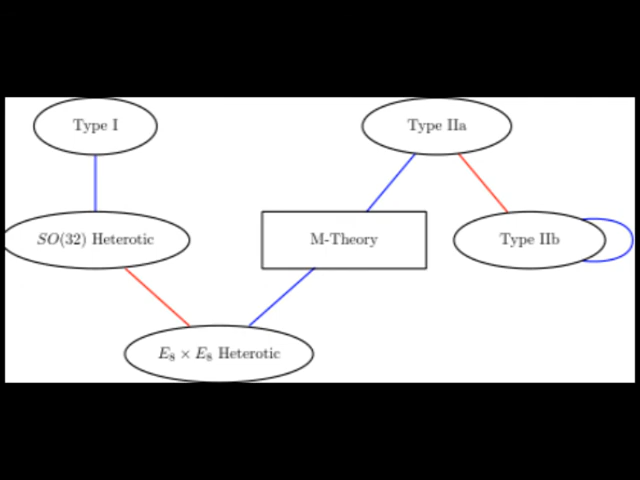 Type I
Type IIa
SO(32) Heterotic
M-Theory
Type IIb
E₈ × E₈ Heterotic